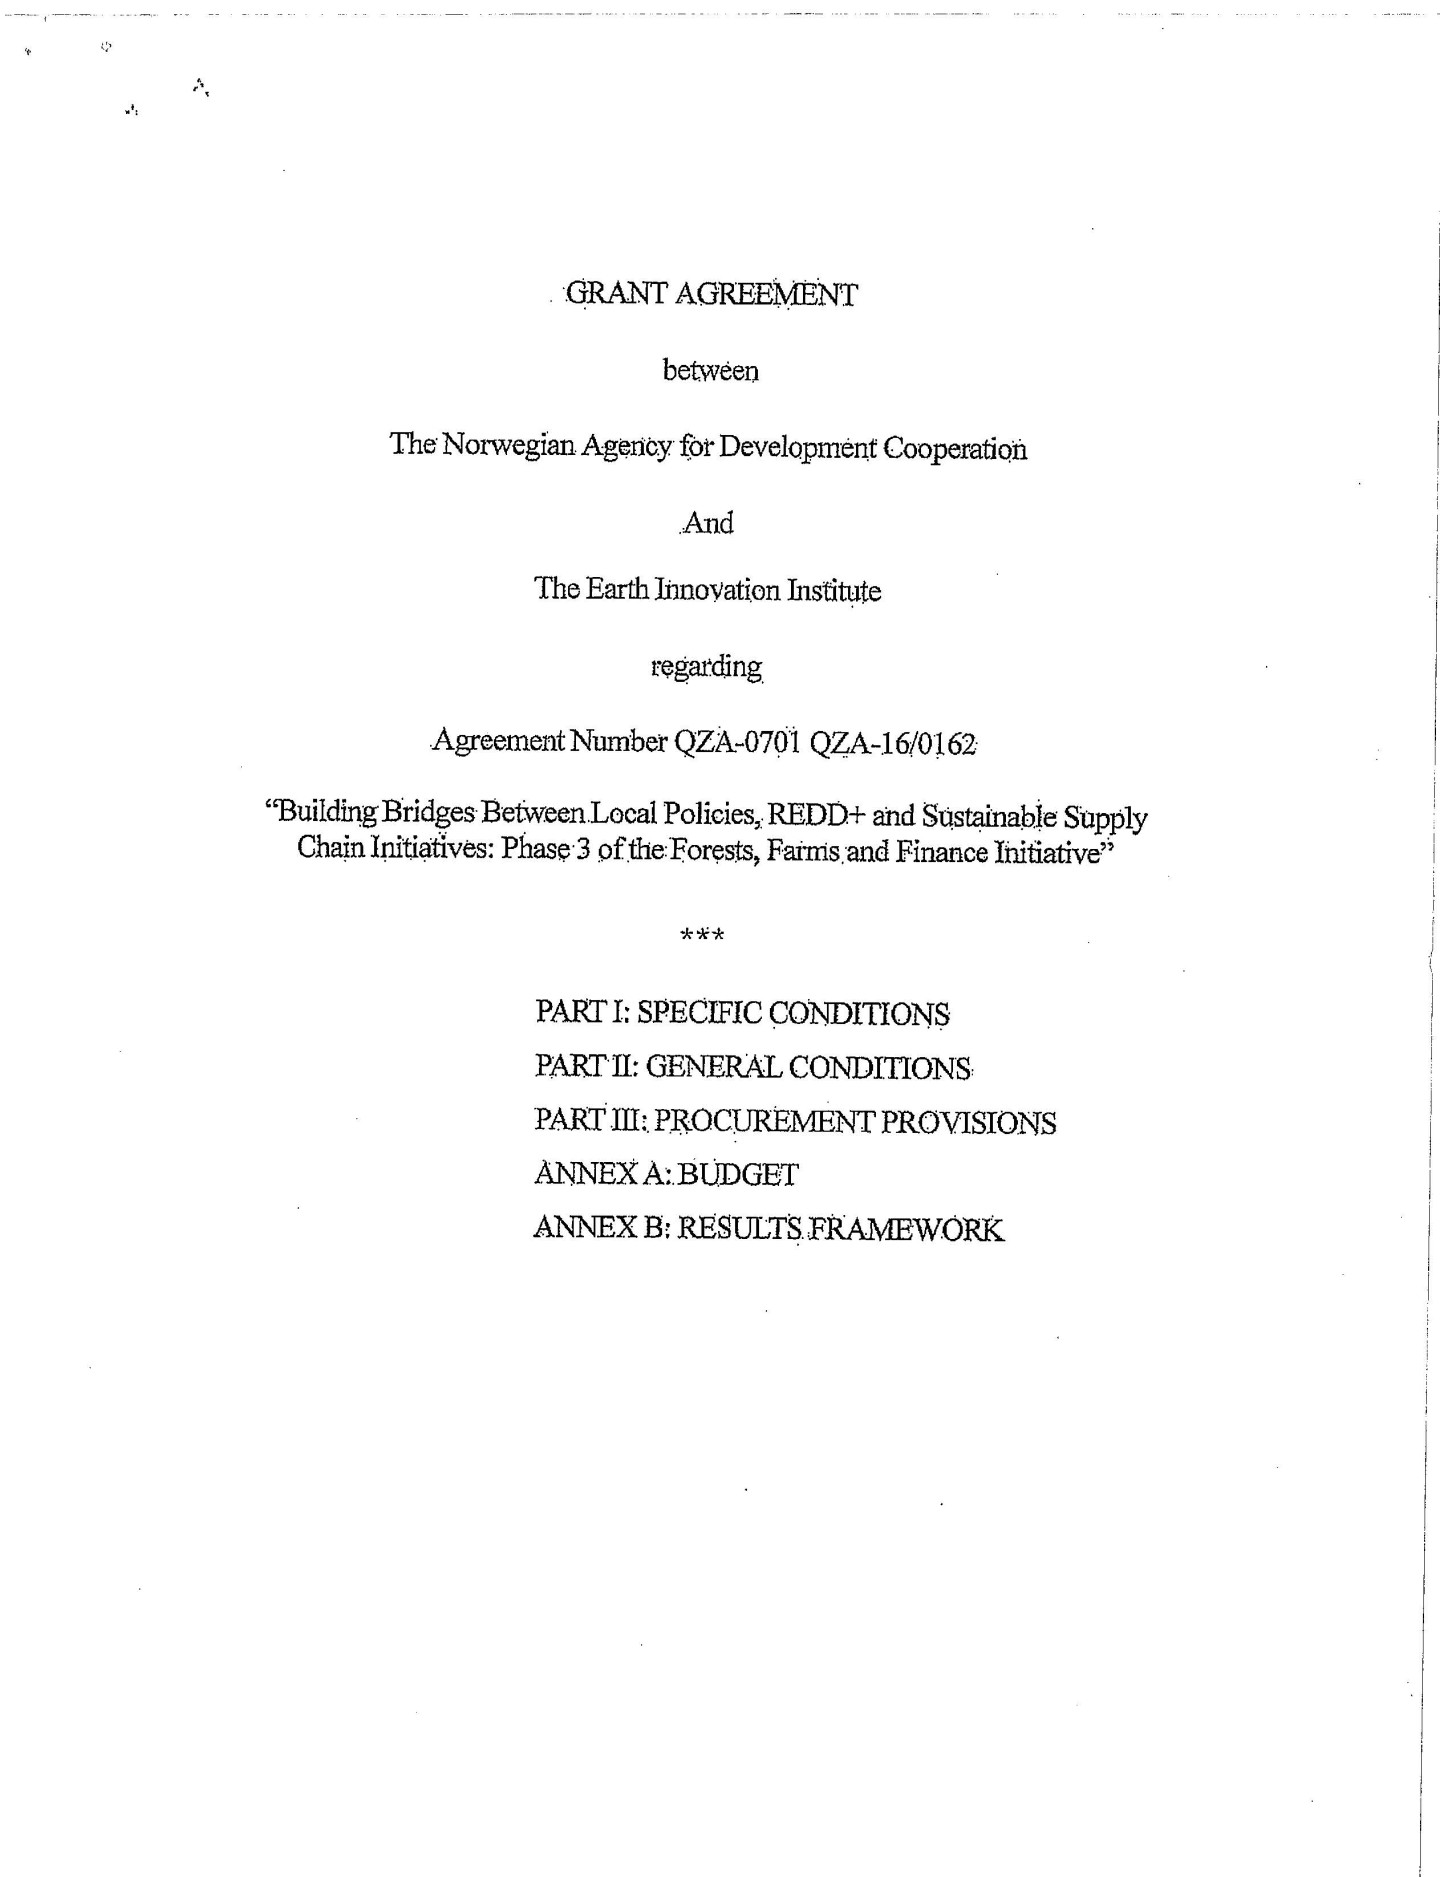 GRANT AGREEMENT
between
The Norwegian Agency for Development Cooperation
And
The Earth Innovation Institute
regarding
Agreement Number QZA-0701 QZA-16/0162
“Building Bridges Between Local Policies, REDD+ and Sustainable Supply
Chain Initiatives: Phase 3 of the Forests, Farms and Finance Initiative”
***
PART I: SPECIFIC CONDITIONS
PART II: GENERAL CONDITIONS
PART III: PROCUREMENT PROVISIONS
ANNEX A: BUDGET
ANNEX B: RESULTS FRAMEWORK